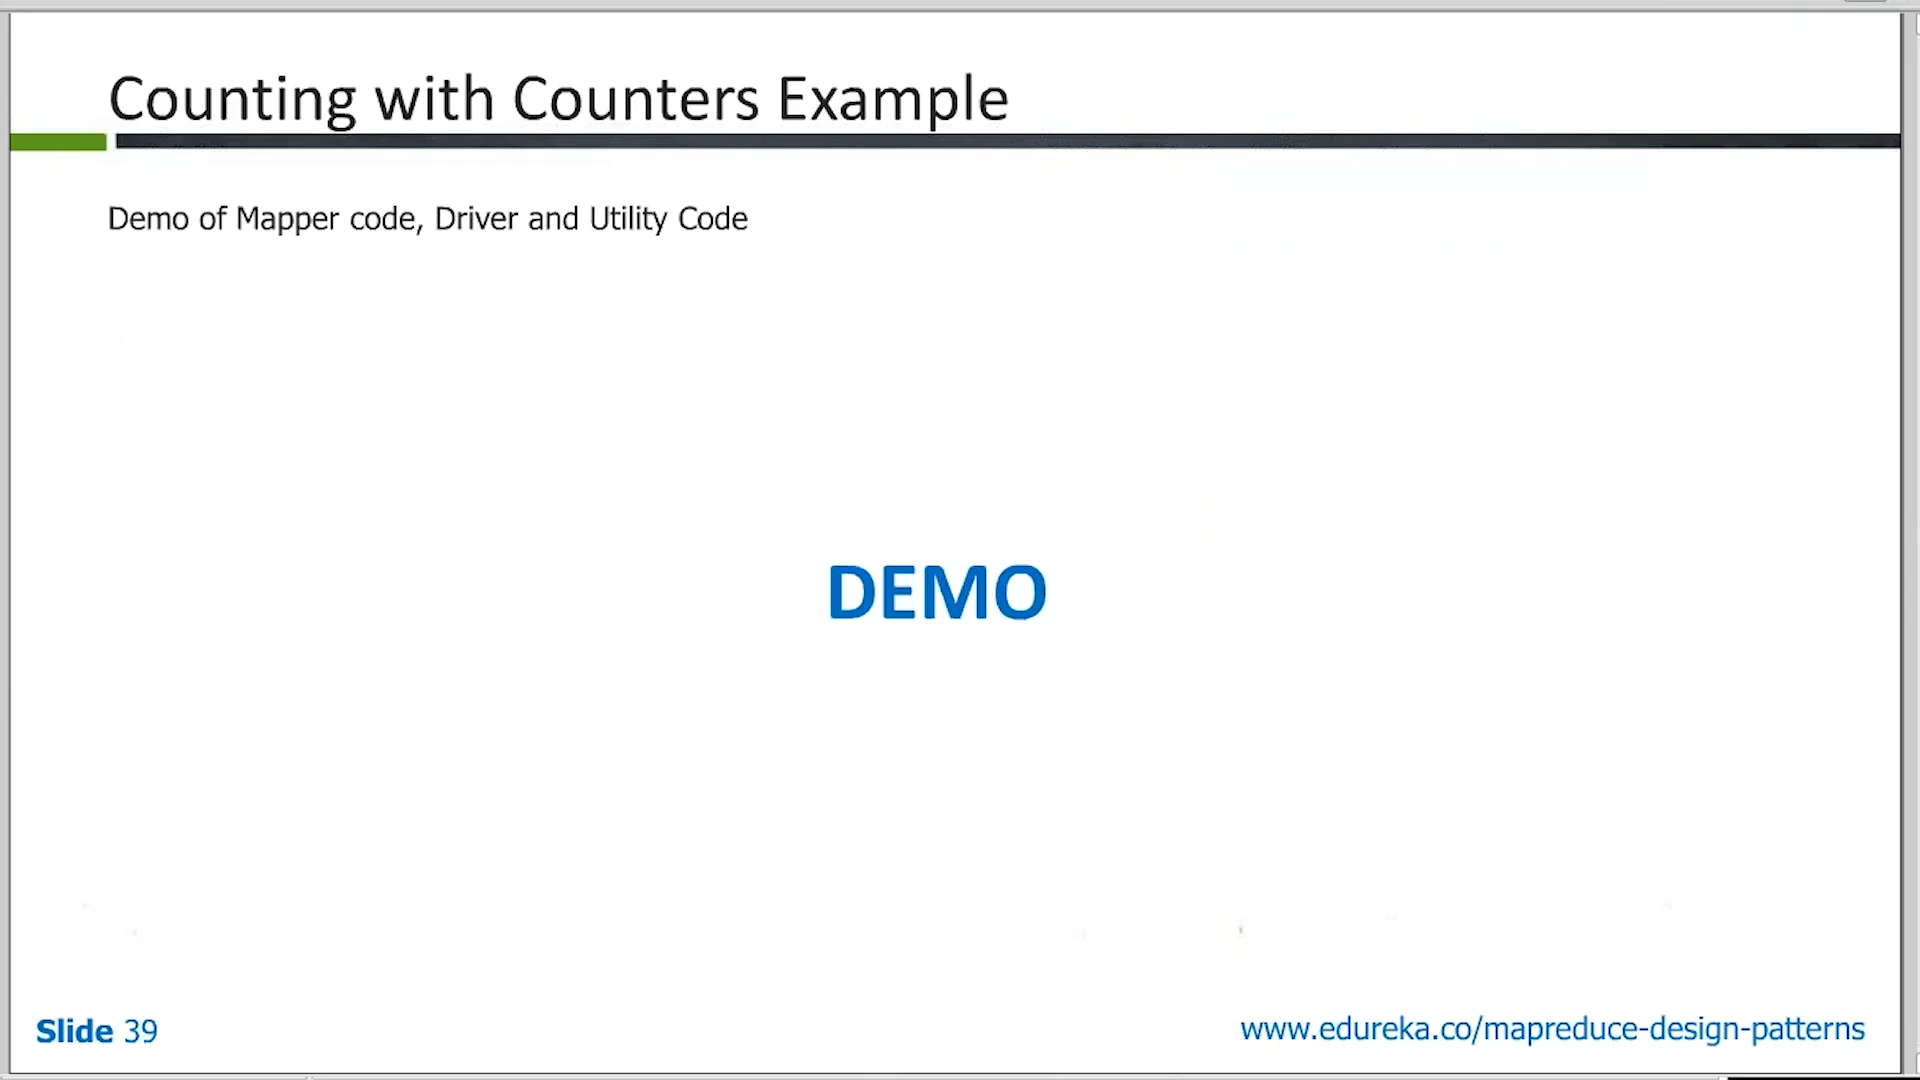 Counting with Counters Example
Demo of Mapper code, Driver and Utility Code
DEMO
Slide 39
www.edureka.co/mapreduce-design-patterns